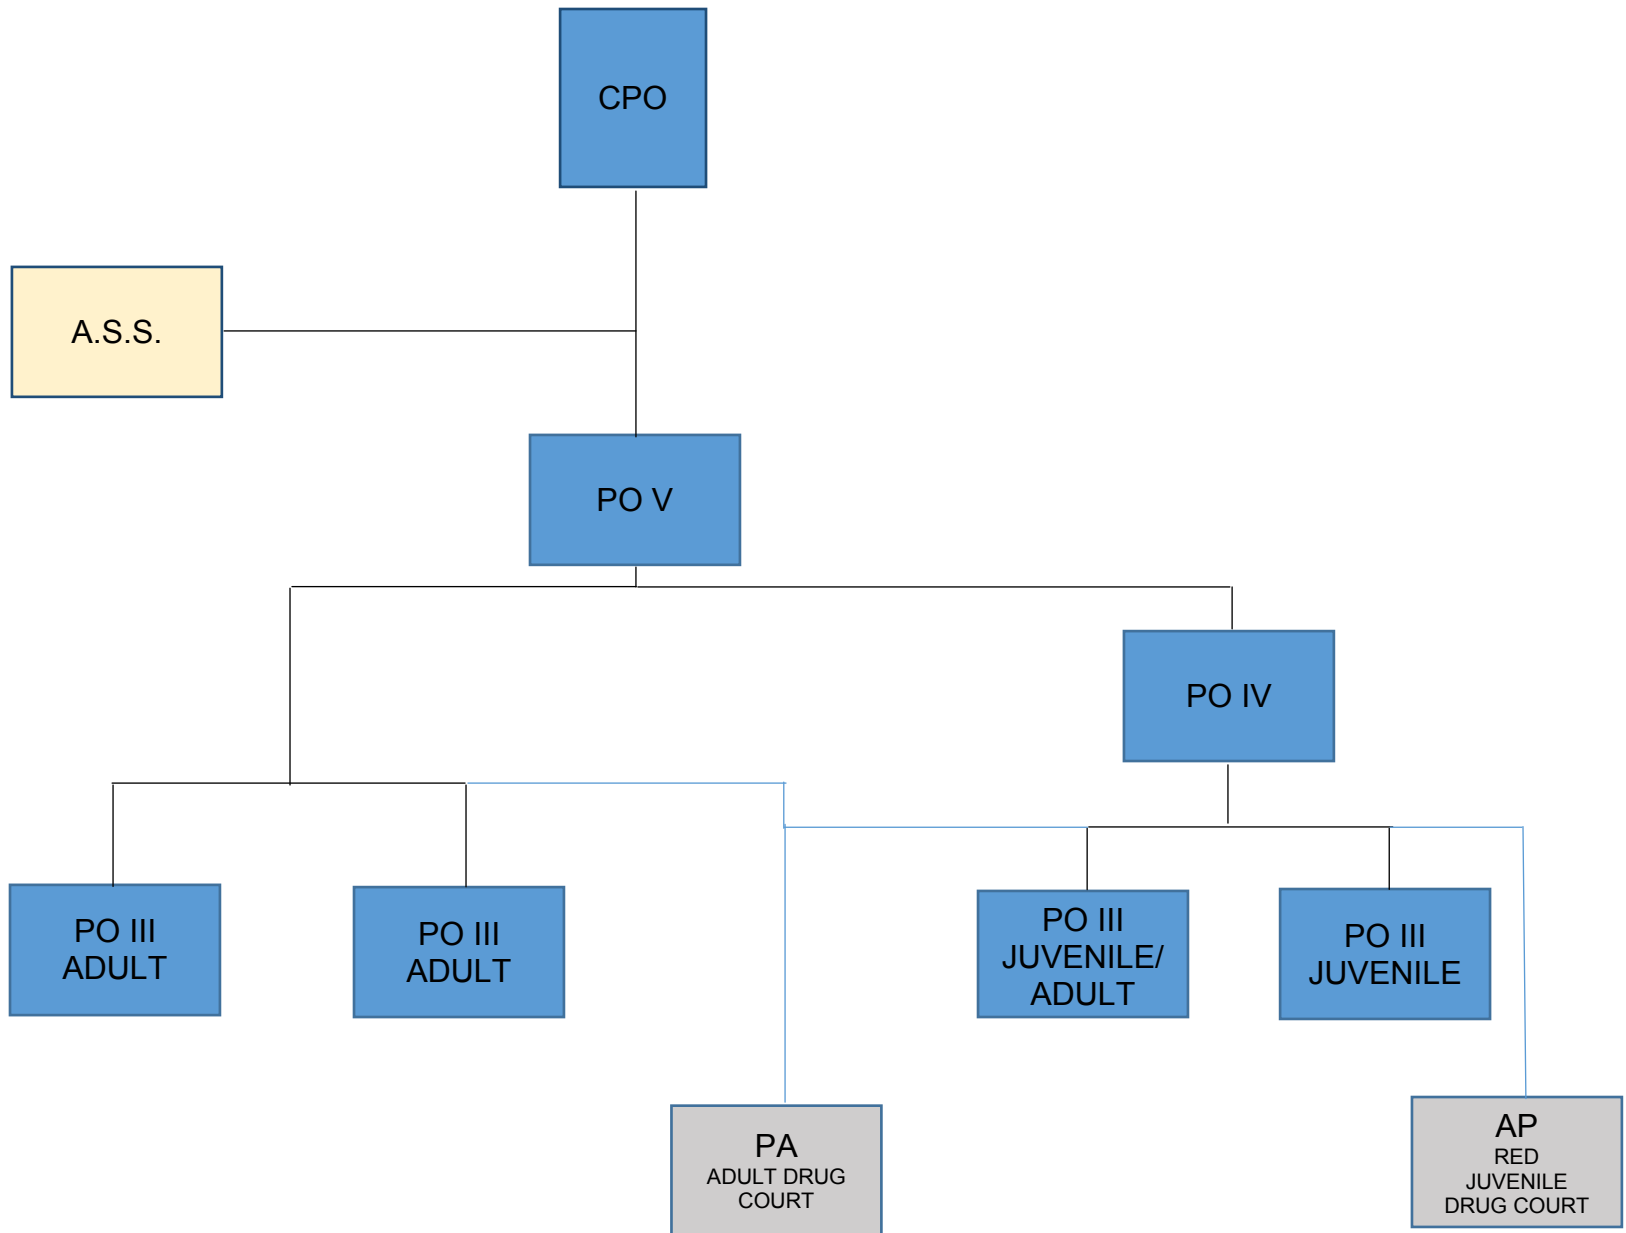 CPO
A.S.S.
PO V
PO IV
PO III
ADULT
PO III
ADULT
PO III
JUVENILE/
ADULT
PO III
JUVENILE
PA
ADULT DRUG
COURT
AP
RED
JUVENILE
DRUG COURT